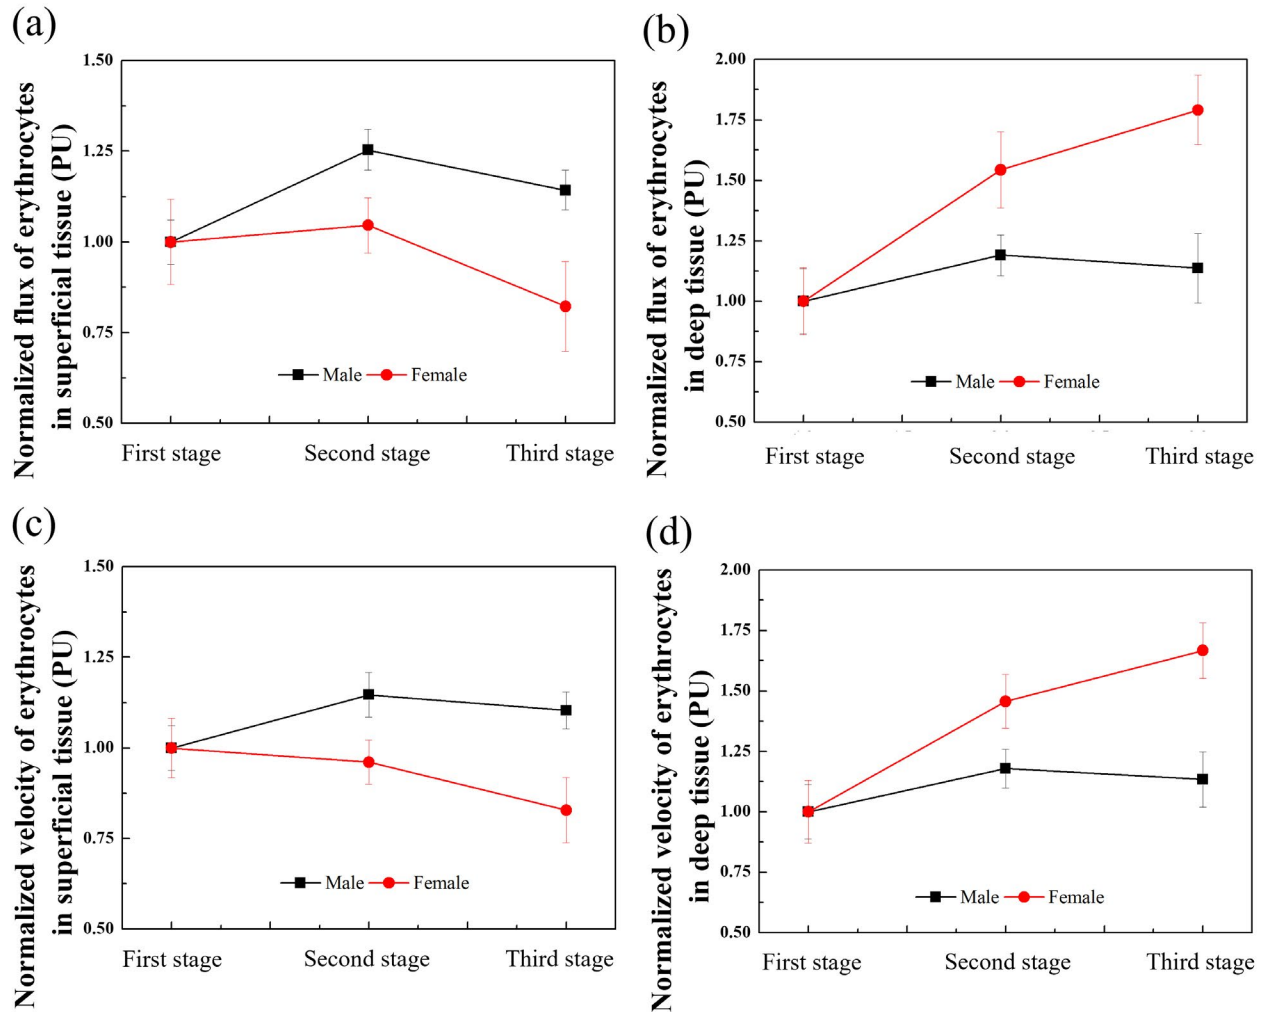 (a)
Normalized flux of erythrocytes
in superficial tissue (PU)
1.50
1.25
1.00
0.75
0.50
Male Female
First stage Second stage Third stage
(b)
Normalized flux of erythrocytes
in deep tissue (PU)
2.00
1.75
1.50
1.25
1.00
0.75
0.50
Male Female
First stage Second stage Third stage
(c)
Normalized velocity of erythrocytes
in superficial tissue (PU)
1.50
1.25
1.00
0.75
0.50
Male Female
First stage Second stage Third stage
(d)
Normalized velocity of erythrocytes
in deep tissue (PU)
2.00
1.75
1.50
1.25
1.00
0.75
0.50
Male Female
First stage Second stage Third stage